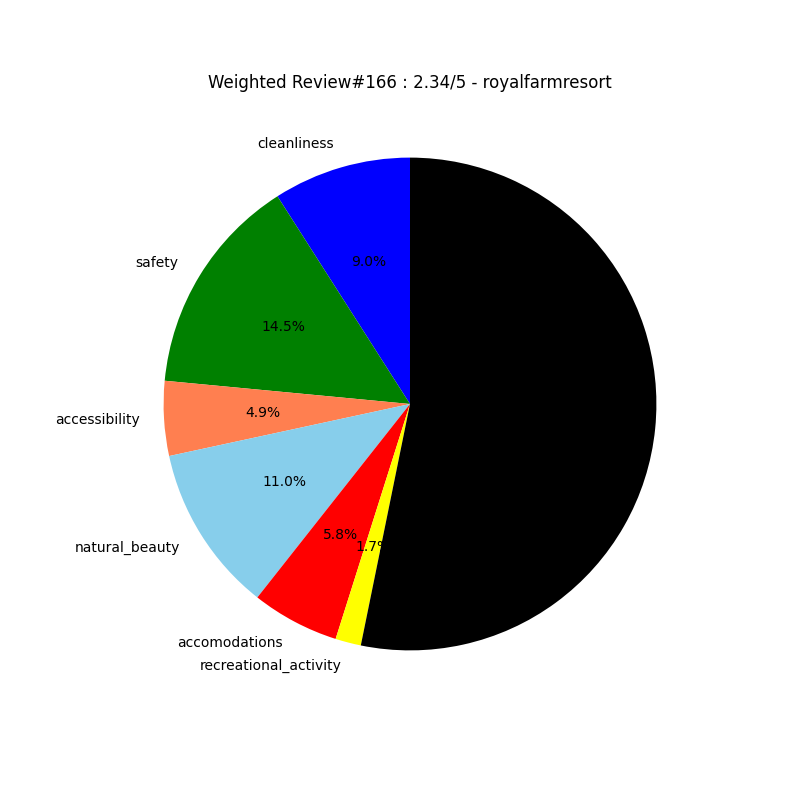 Weighted Review#166 : 2.34/5 - royalfarmresort
cleanliness
9.0%
safety
14.5%
accessibility
4.9%
natural_beauty
11.0%
accomodations
5.8%
recreational_activity
1.7%